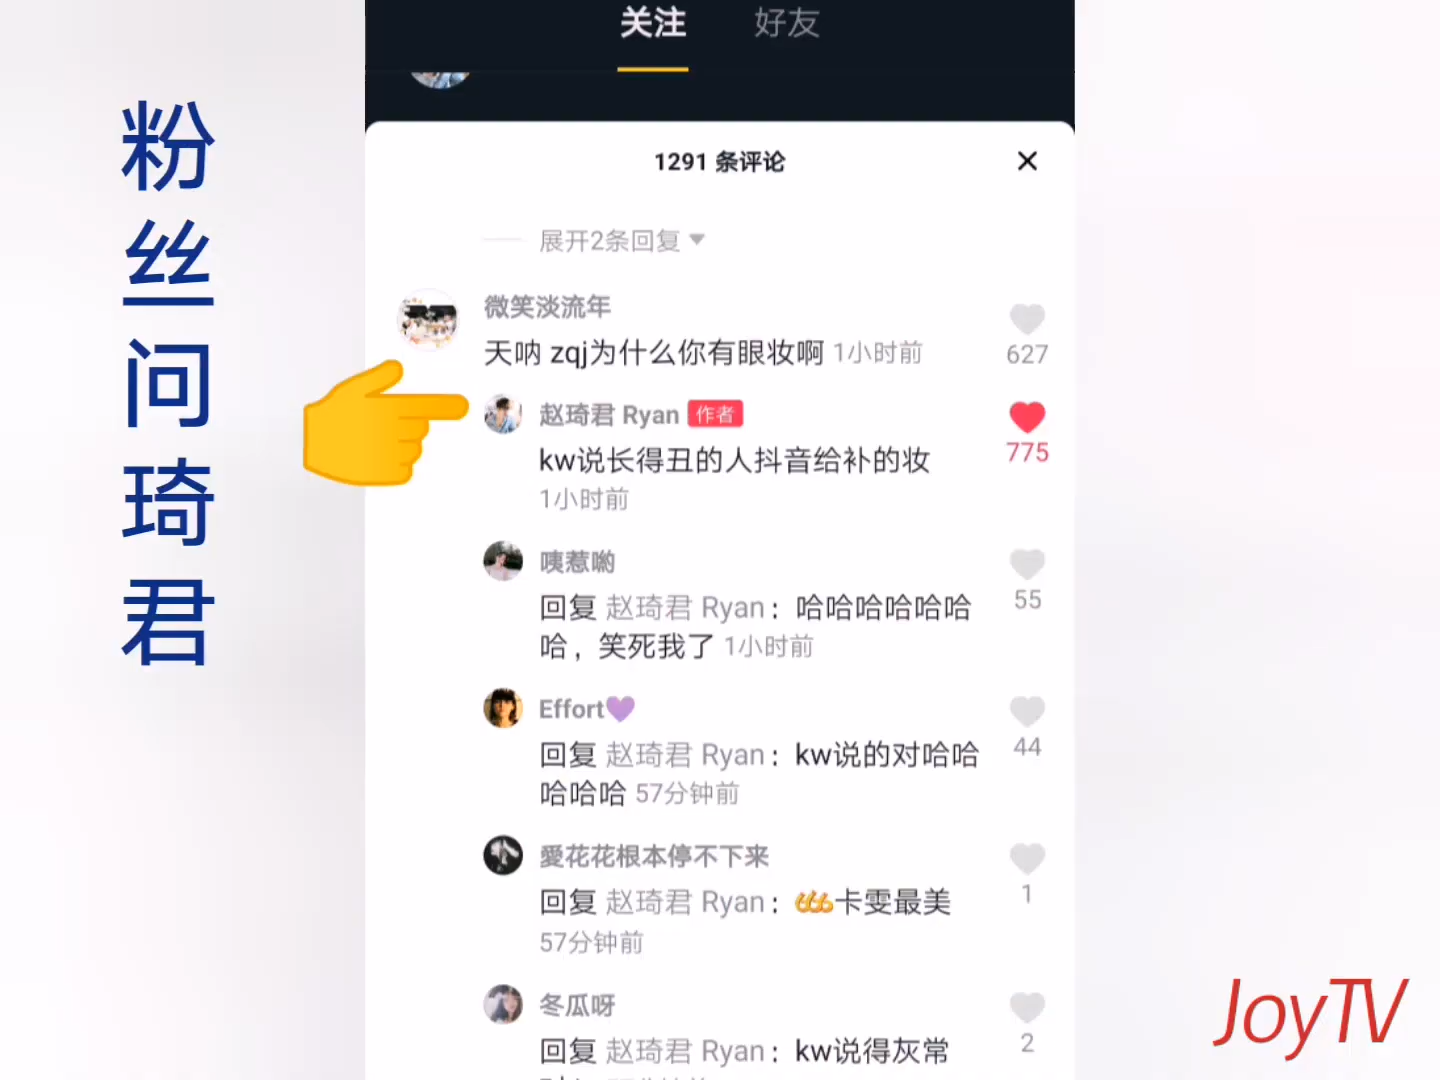 关注 好友
粉丝问琦君
1291 条评论
展开2条回复
微笑淡流年
天呐 zqj为什么你有眼妆啊 1小时前
627
赵琦君 Ryan 作者
kw说长得丑的人抖音给补的妆
1小时前
775
咦惹哟
回复 赵琦君 Ryan：哈哈哈哈哈哈
哈，笑死我了 1小时前
55
Effort💜
回复 赵琦君 Ryan：kw说的对哈哈
哈哈哈 57分钟前
44
愛花花根本停不下来
回复 赵琦君 Ryan：666卡雯最美
57分钟前
1
冬瓜呀
回复 赵琦君 Ryan：kw说得灰常
2
JoyTV